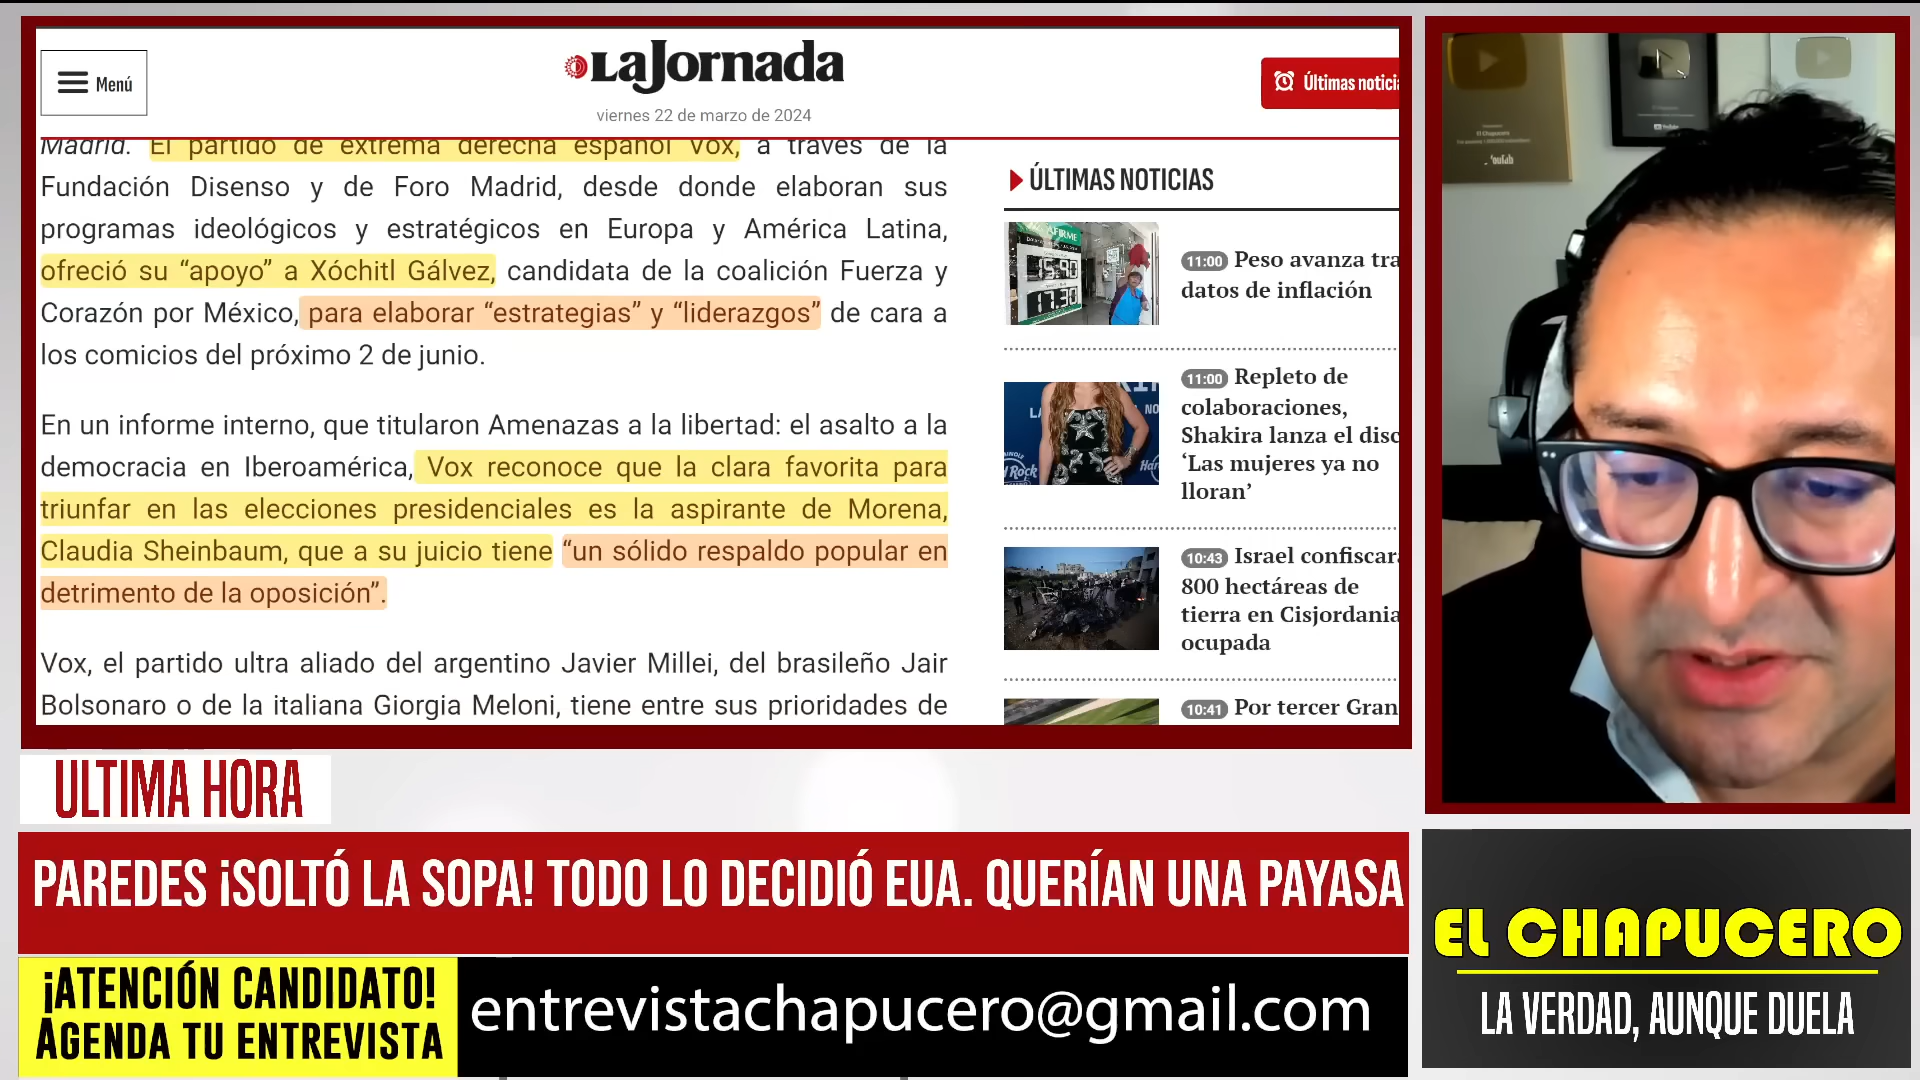 Menú
LaJornada
viernes 22 de marzo de 2024
Últimas notici
Madrid. El partido de extrema derecha español Vox, a través de la
Fundación Disenso y de Foro Madrid, desde donde elaboran sus
programas ideológicos y estratégicos en Europa y América Latina,
ofreció su “apoyo” a Xóchitl Gálvez, candidata de la coalición Fuerza y
Corazón por México, para elaborar “estrategias” y “liderazgos” de cara a
los comicios del próximo 2 de junio.
En un informe interno, que titularon Amenazas a la libertad: el asalto a la
democracia en Iberoamérica, Vox reconoce que la clara favorita para
triunfar en las elecciones presidenciales es la aspirante de Morena,
Claudia Sheinbaum, que a su juicio tiene “un sólido respaldo popular en
detrimento de la oposición”.
Vox, el partido ultra aliado del argentino Javier Millei, del brasileño Jair
Bolsonaro o de la italiana Giorgia Meloni, tiene entre sus prioridades de
ÚLTIMAS NOTICIAS
AFIRME
15.90
17.30
11:00 Peso avanza tra
datos de inflación
11:00 Repleto de
colaboraciones,
Shakira lanza el disc
‘Las mujeres ya no
lloran’
10:43 Israel confiscar
800 hectáreas de
tierra en Cisjordania
ocupada
10:41 Por tercer Gran
ULTIMA HORA
PAREDES ¡SOLTÓ LA SOPA! TODO LO DECIDIÓ EUA. QUERÍAN UNA PAYASA
¡ATENCIÓN CANDIDATO!
AGENDA TU ENTREVISTA
entrevistachapucero@gmail.com
EL CHAPUCERO
LA VERDAD, AUNQUE DUELA